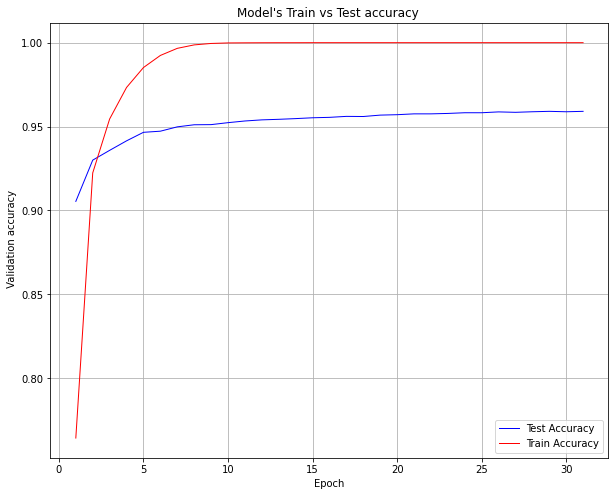 Model's Train vs Test accuracy
Validation accuracy
1.00
0.95
0.90
0.85
0.80
0
5
10
15
20
25
30
Epoch
Test Accuracy
Train Accuracy